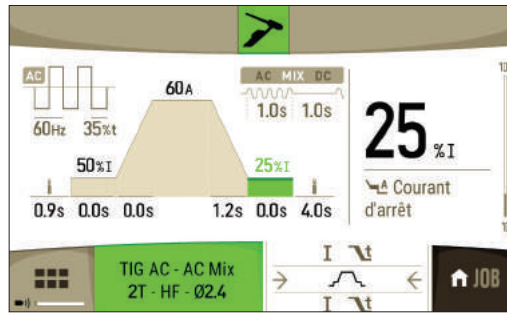 AC
60Hz 35%t
60A
AC MIX DC
1.0s 1.0s
50%I
25%I
0.9s 0.0s 0.0s 1.2s 0.0s 4.0s
25%I
Courant
d'arrêt
TIG AC - AC Mix
2T - HF - Ø2.4
I t
I t
JOB